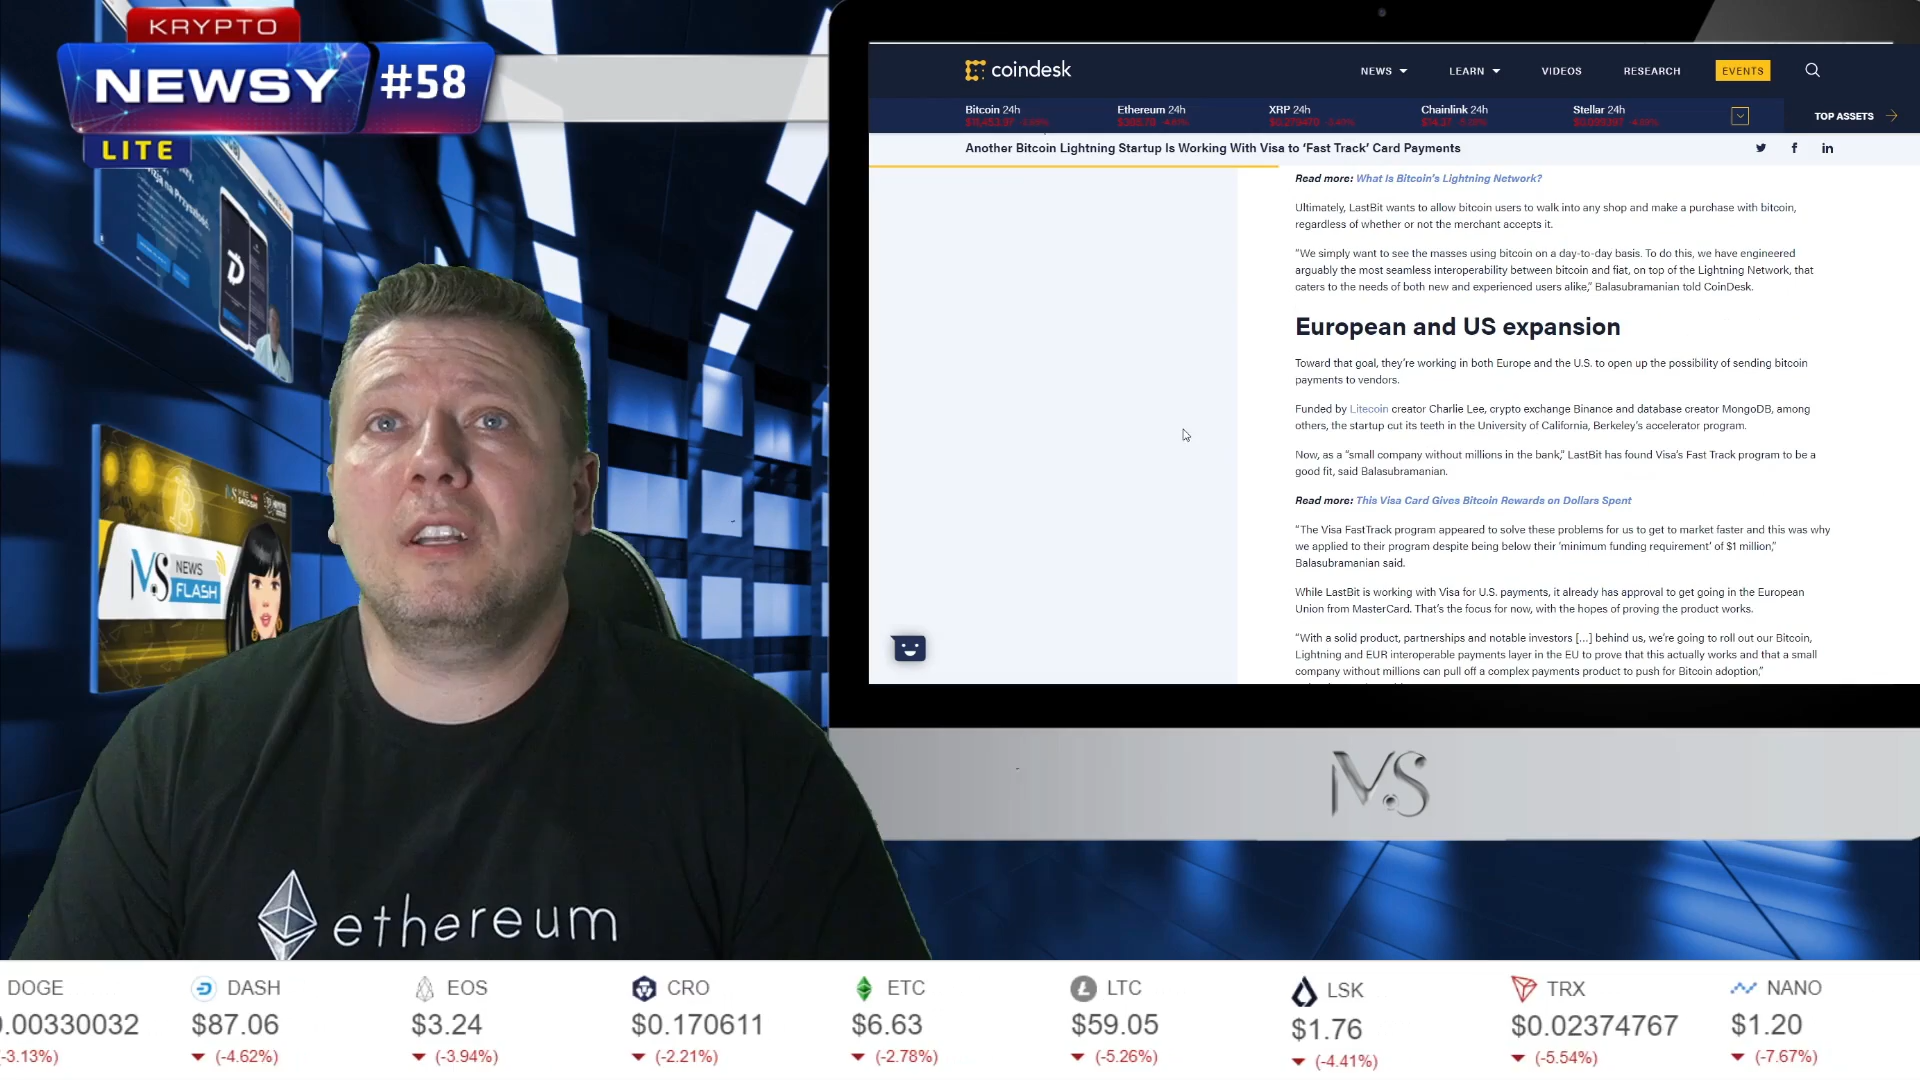 KRYPTO
NEWSY #58
LITE
NEWS
FLASH
ethereum
coindesk
NEWS
LEARN
VIDEOS
RESEARCH
EVENTS
Bitcoin 24h
Ethereum 24h
XRP 24h
Chainlink 24h
Stellar 24h
TOP ASSETS
Another Bitcoin Lightning Startup Is Working With Visa to ‘Fast Track’ Card Payments
Read more: What Is Bitcoin’s Lightning Network?
Ultimately, LastBit wants to allow bitcoin users to walk into any shop and make a purchase with bitcoin,
regardless of whether or not the merchant accepts it.
“We simply want to see the masses using bitcoin on a day-to-day basis. To do this, we have engineered
arguably the most seamless interoperability between bitcoin and fiat, on top of the Lightning Network, that
caters to the needs of both new and experienced users alike,” Balasubramanian told CoinDesk.
European and US expansion
Toward that goal, they’re working in both Europe and the U.S. to open up the possibility of sending bitcoin
payments to vendors.
Funded by Litecoin creator Charlie Lee, crypto exchange Binance and database creator MongoDB, among
others, the startup cut its teeth in the University of California, Berkeley’s accelerator program.
Now, as a “small company without millions in the bank,” LastBit has found Visa’s Fast Track program to be a
good fit, said Balasubramanian.
Read more: This Visa Card Gives Bitcoin Rewards on Dollars Spent
“The Visa FastTrack program appeared to solve these problems for us to get to market faster and this was why
we applied to their program despite being below their ‘minimum funding requirement’ of $1 million,”
Balasubramanian said.
While LastBit is working with Visa for U.S. payments, it already has approval to get going in the European
Union from MasterCard. That’s the focus for now, with the hopes of proving the product works.
“With a solid product, partnerships and notable investors […] behind us, we’re going to roll out our Bitcoin,
Lightning and EUR interoperable payments layer in the EU to prove that this actually works and that a small
company without millions can pull off a complex payments product to push for Bitcoin adoption,”
MS
DOGE DASH EOS CRO ETC LTC LSK TRX NANO
0.00330032 $87.06 $3.24 $0.170611 $6.63 $59.05 $1.76 $0.02374767 $1.20
(-3.13%) (-4.62%) (-3.94%) (-2.21%) (-2.78%) (-5.26%) (-4.41%) (-5.54%) (-7.67%)